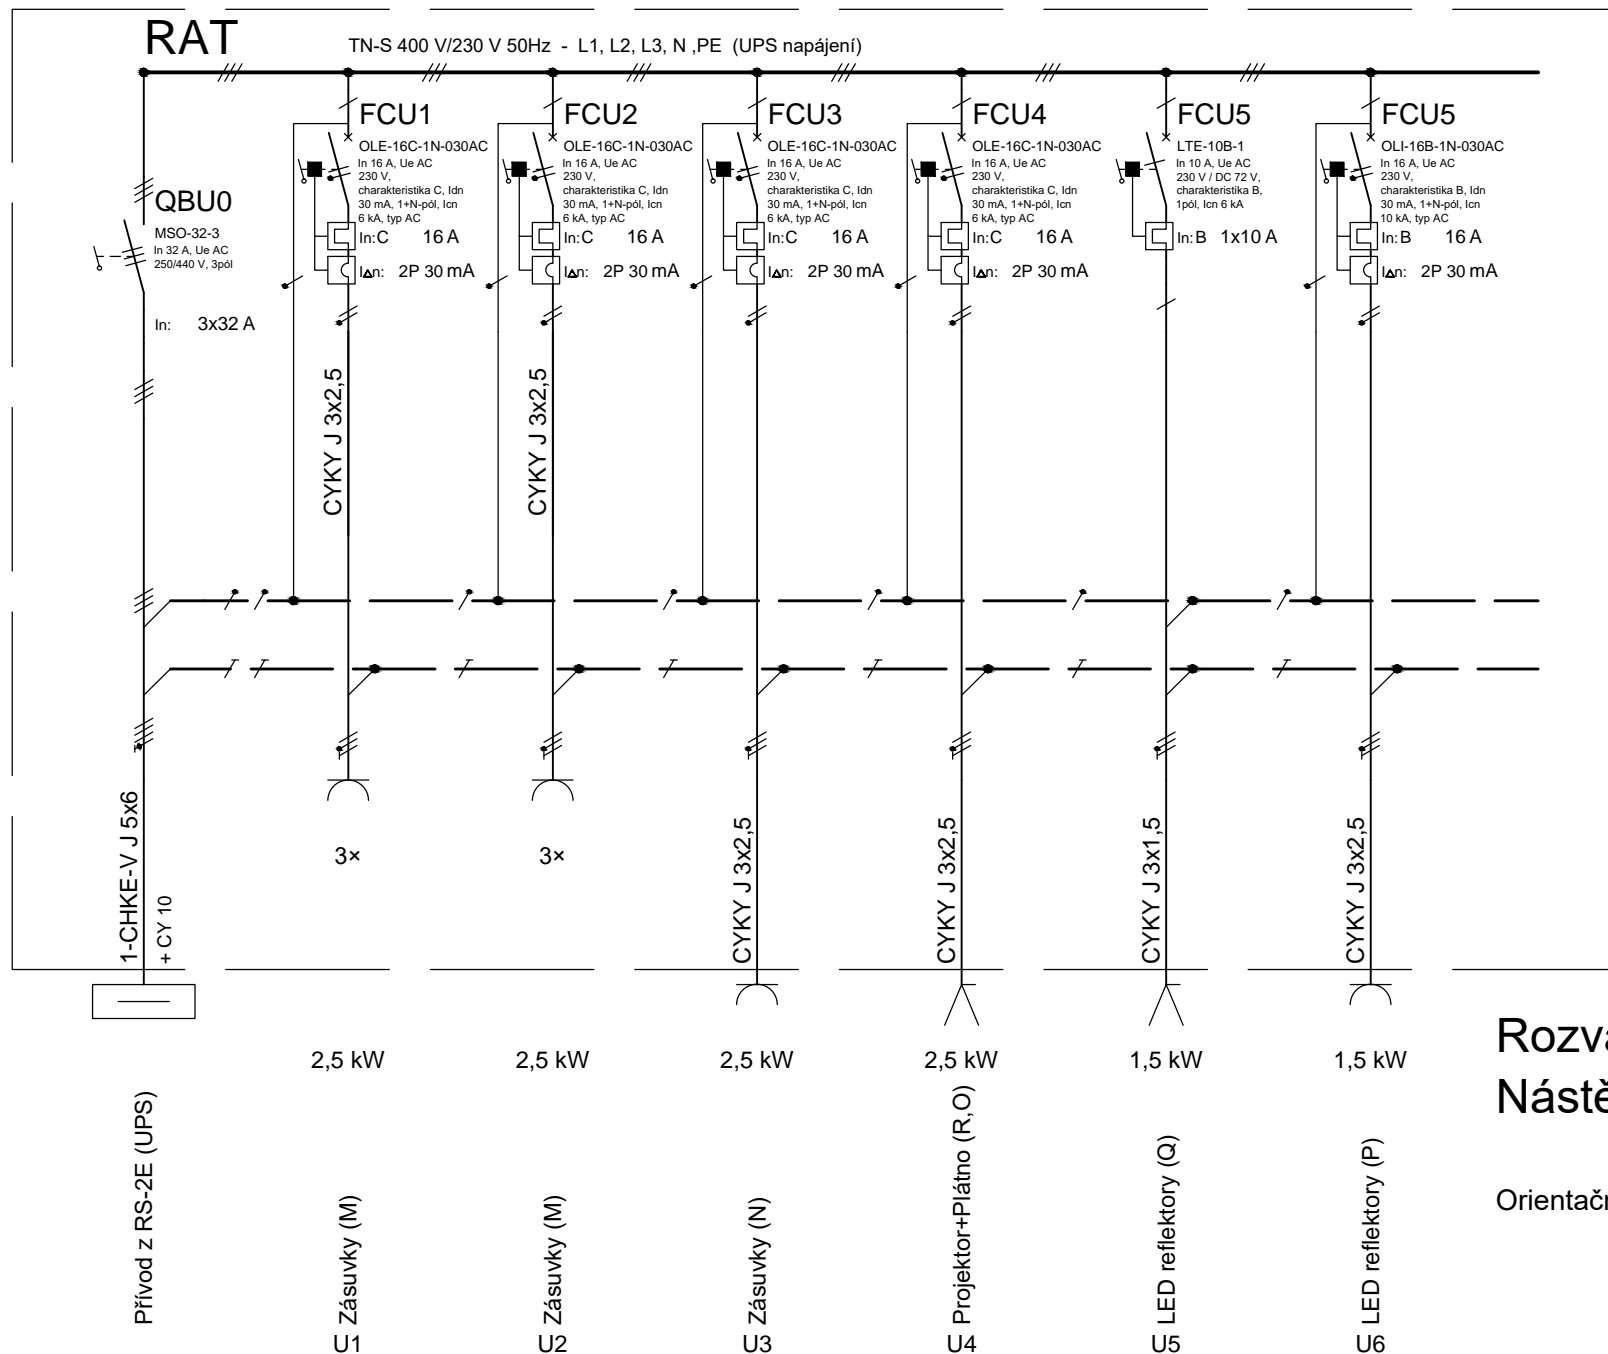 RAT
TN-S 400 V/230 V 50Hz - L1, L2, L3, N ,PE (UPS napájení)
QBU0
MSO-32-3
In 32 A, Ue AC
250/440 V, 3pól
In: 3x32 A
FCU1
OLE-16C-1N-030AC
In 16 A, Ue AC
230 V,
charakteristika C, Idn
30 mA, 1+N-pól, Icn
6 kA, typ AC
In:C 16 A
I∆n: 2P 30 mA
FCU2
OLE-16C-1N-030AC
In 16 A, Ue AC
230 V,
charakteristika C, Idn
30 mA, 1+N-pól, Icn
6 kA, typ AC
In:C 16 A
I∆n: 2P 30 mA
FCU3
OLE-16C-1N-030AC
In 16 A, Ue AC
230 V,
charakteristika C, Idn
30 mA, 1+N-pól, Icn
6 kA, typ AC
In:C 16 A
I∆n: 2P 30 mA
FCU4
OLE-16C-1N-030AC
In 16 A, Ue AC
230 V,
charakteristika C, Idn
30 mA, 1+N-pól, Icn
6 kA, typ AC
In:C 16 A
I∆n: 2P 30 mA
FCU5
LTE-10B-1
In 10 A, Ue AC
230 V / DC 72 V,
charakteristika B,
1pól, Icn 6 kA
In:B 1x10 A
FCU5
OLI-16B-1N-030AC
In 16 A, Ue AC
230 V,
charakteristika B, Idn
30 mA, 1+N-pól, Icn
10 kA, typ AC
In:B 16 A
I∆n: 2P 30 mA
CYKY J 3x2,5
CYKY J 3x2,5
1-CHKE-V J 5x6
+ CY 10
3×
3×
CYKY J 3x2,5
CYKY J 3x2,5
CYKY J 3x1,5
CYKY J 3x2,5
2,5 kW
2,5 kW
2,5 kW
2,5 kW
1,5 kW
1,5 kW
Rozva
Nástě
Orientačn
Přívod z RS-2E (UPS)
Zásuvky (M)
Zásuvky (M)
Zásuvky (N)
Projektor+Plátno (R,O)
LED reflektory (Q)
LED reflektory (P)
U1
U2
U3
U4
U5
U6